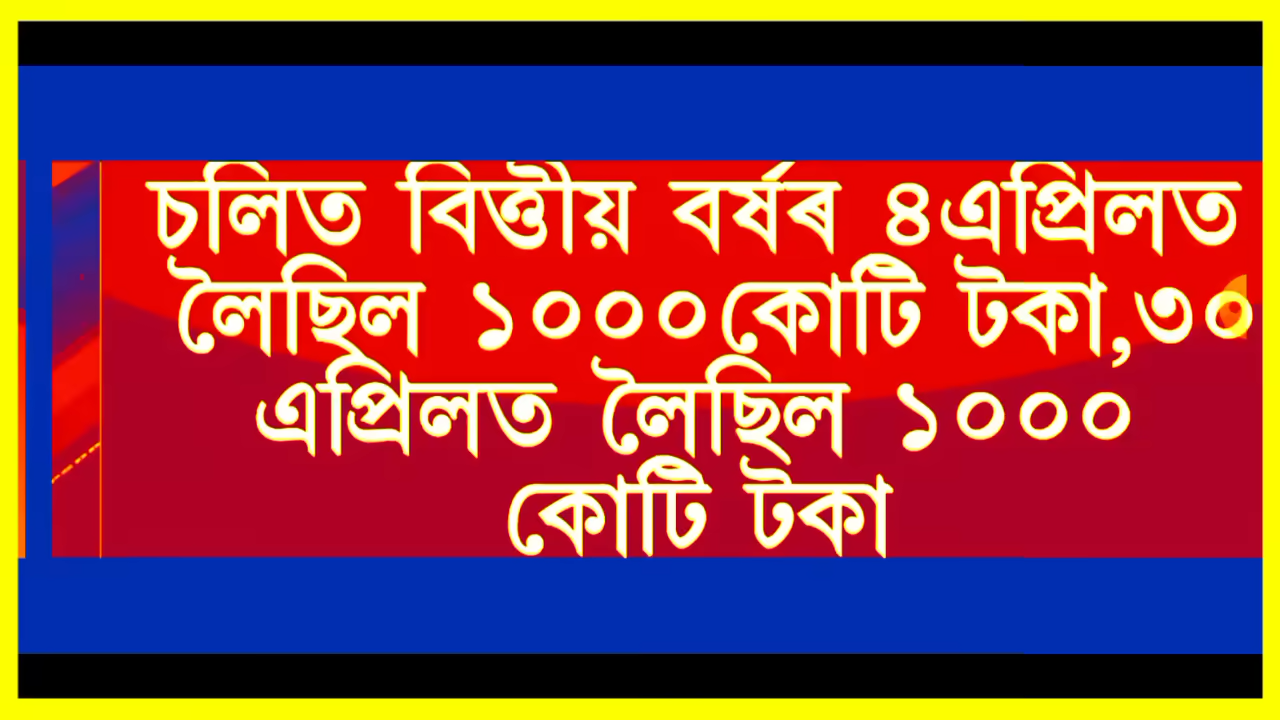 চলিত বিত্তীয় বৰ্ষৰ ৪এপ্ৰিলত
লৈছিল ১০০০কোটি টকা,৩০
এপ্ৰিলত লৈছিল ১০০০
কোটি টকা